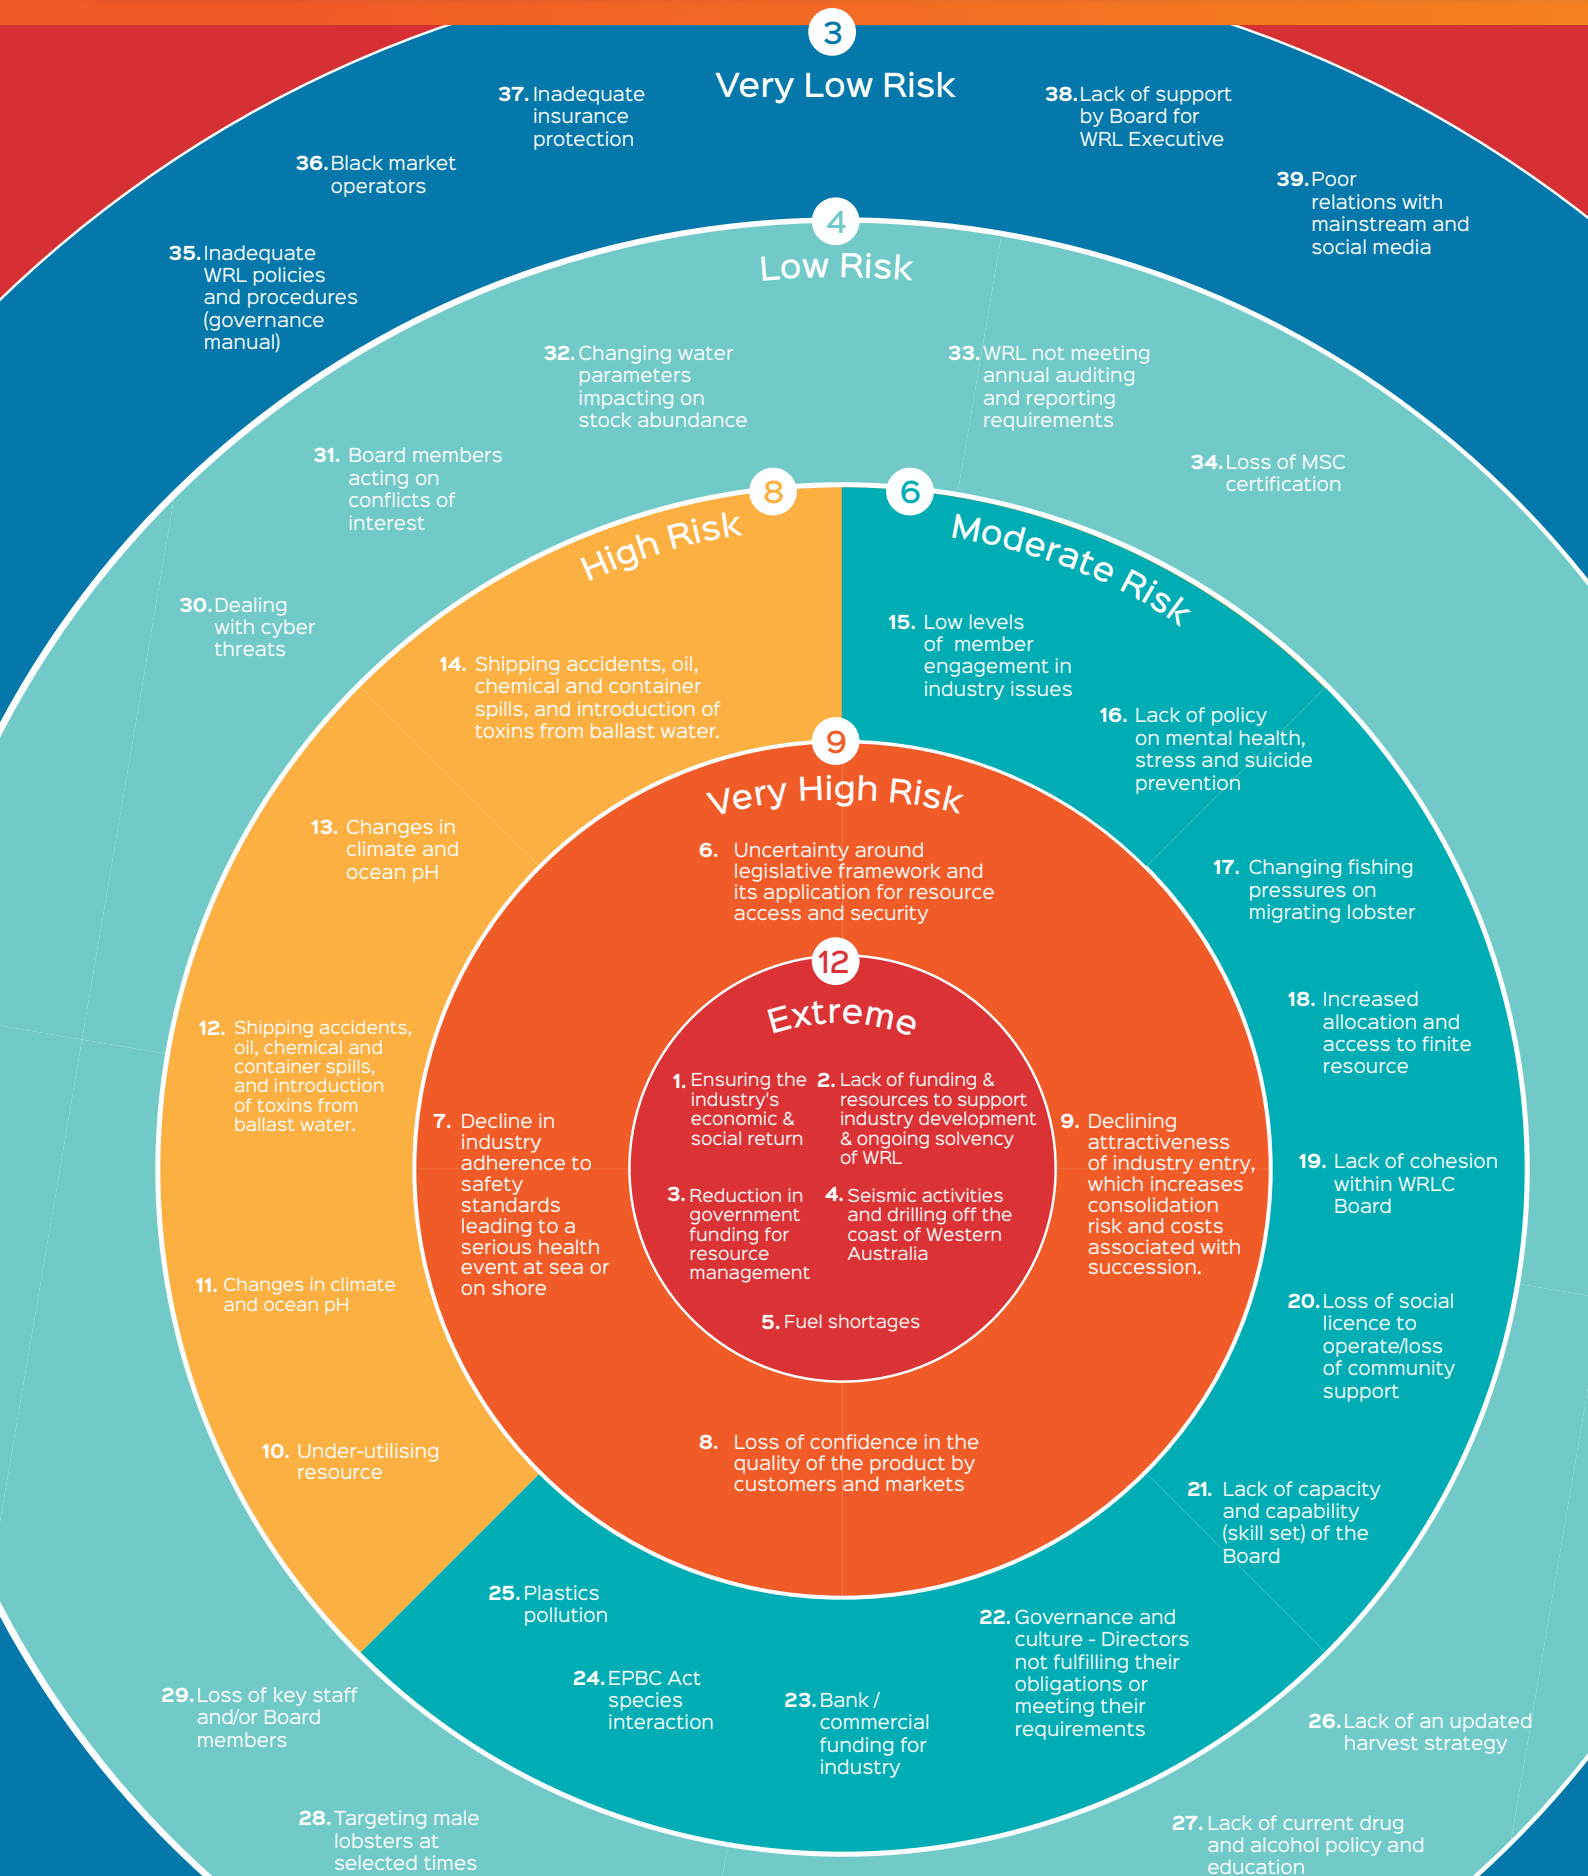 3
Very Low Risk
37. Inadequate
insurance
protection
38. Lack of support
by Board for
WRL Executive
36. Black market
operators
39. Poor
relations with
mainstream and
social media
35. Inadequate
WRL policies
and procedures
(governance
manual)
4
Low Risk
32. Changing water
parameters
impacting on
stock abundance
33. WRL not meeting
annual auditing
and reporting
requirements
31. Board members
acting on
conflicts of
interest
34. Loss of MSC
certification
30. Dealing
with cyber
threats
8
High Risk
6
Moderate Risk
14. Shipping accidents, oil,
chemical and container
spills, and introduction of
toxins from ballast water.
15. Low levels
of member
engagement in
industry issues
16. Lack of policy
on mental health,
stress and suicide
prevention
13. Changes in
climate and
ocean pH
17. Changing fishing
pressures on
migrating lobster
9
Very High Risk
6. Uncertainty around
legislative framework and
its application for resource
access and security
12. Shipping accidents,
oil, chemical and
container spills,
and introduction
of toxins from
ballast water.
18. Increased
allocation and
access to finite
resource
12
Extreme
1. Ensuring the
industry's
economic &
social return
2. Lack of funding &
resources to support
industry development
& ongoing solvency
of WRL
3. Reduction in
government
funding for
resource
management
4. Seismic activities
and drilling off the
coast of Western
Australia
5. Fuel shortages
7. Decline in
industry
adherence to
safety
standards
leading to a
serious health
event at sea or
on shore
9. Declining
attractiveness
of industry entry,
which increases
consolidation
risk and costs
associated with
succession.
19. Lack of cohesion
within WRLC
Board
11. Changes in climate
and ocean pH
20. Loss of social
licence to
operate/loss
of community
support
10. Under-utilising
resource
8. Loss of confidence in the
quality of the product by
customers and markets
21. Lack of capacity
and capability
(skill set) of the
Board
25. Plastics
pollution
22. Governance and
culture - Directors
not fulfilling their
obligations or
meeting their
requirements
24. EPBC Act
species
interaction
23. Bank /
commercial
funding for
industry
29. Loss of key staff
and/or Board
members
26. Lack of an updated
harvest strategy
28. Targeting male
lobsters at
selected times
27. Lack of current drug
and alcohol policy and
education